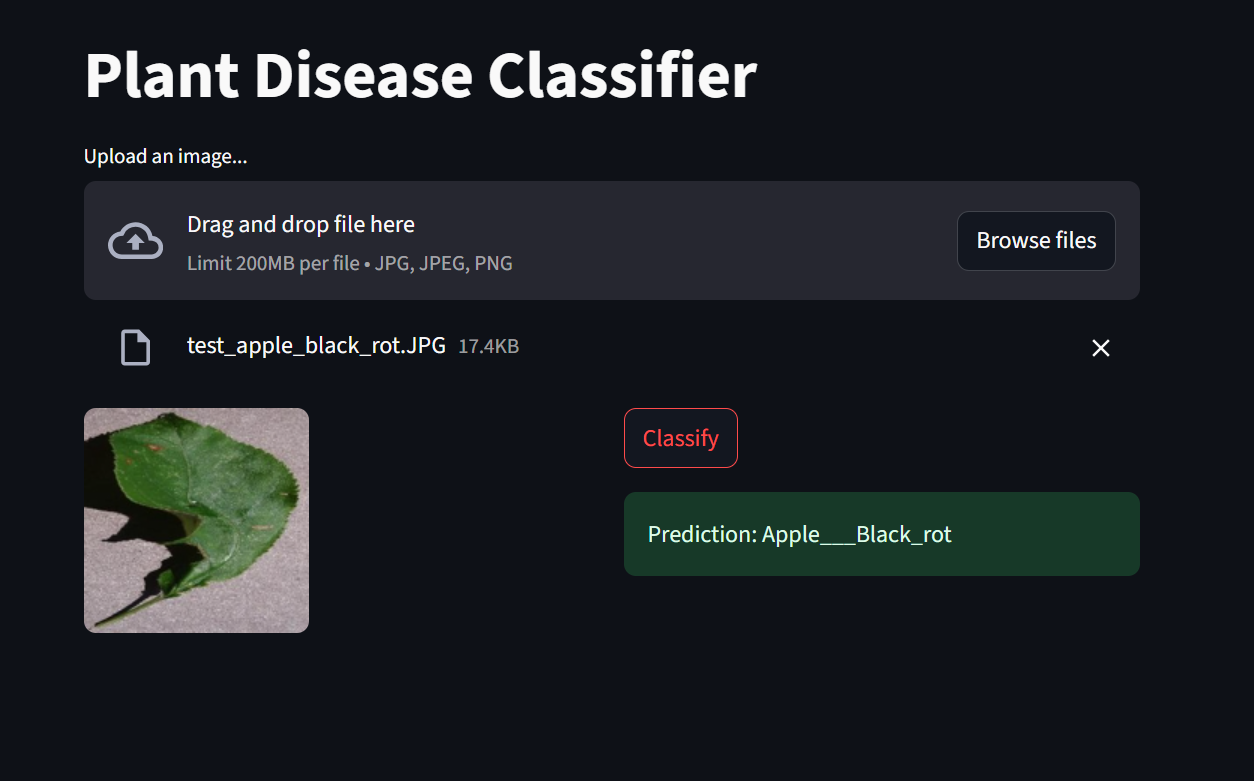 Plant Disease Classifier
Upload an image...
Drag and drop file here
Limit 200MB per file • JPG, JPEG, PNG
Browse files
test_apple_black_rot.JPG 17.4KB
Classify
Prediction: Apple___Black_rot